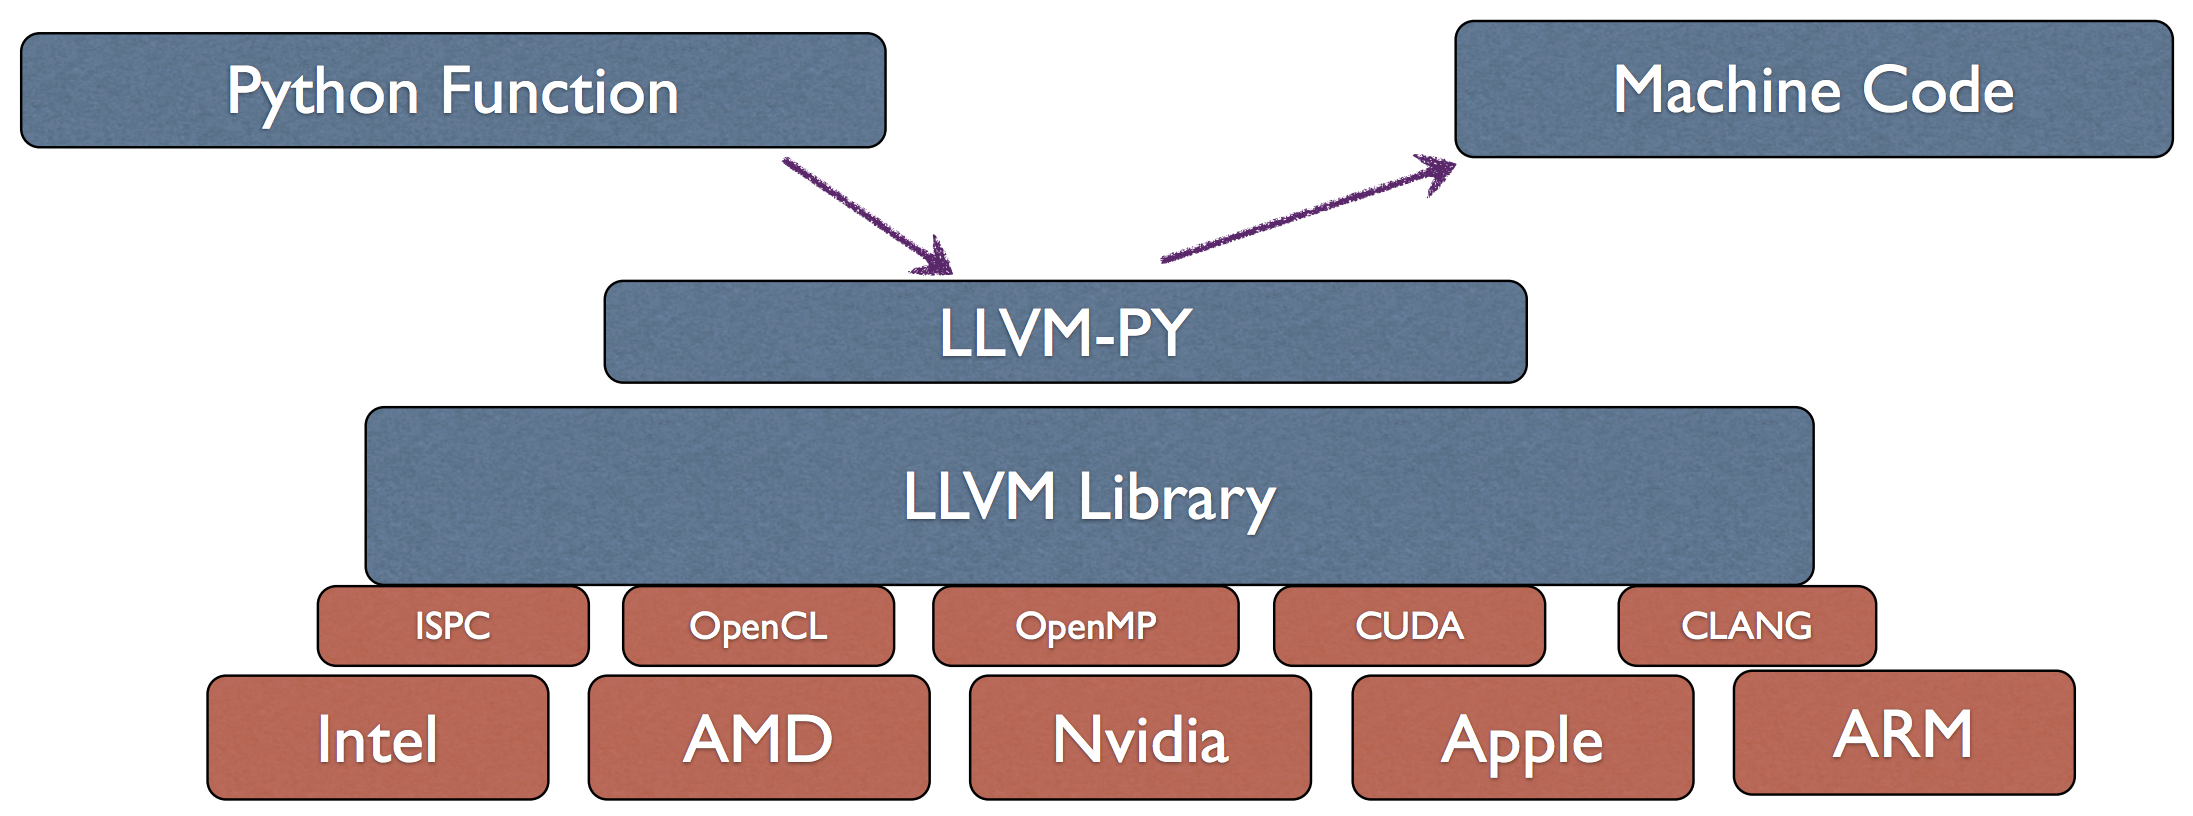 Python Function
Machine Code
LLVM-PY
LLVM Library
ISPC
OpenCL
OpenMP
CUDA
CLANG
Intel
AMD
Nvidia
Apple
ARM